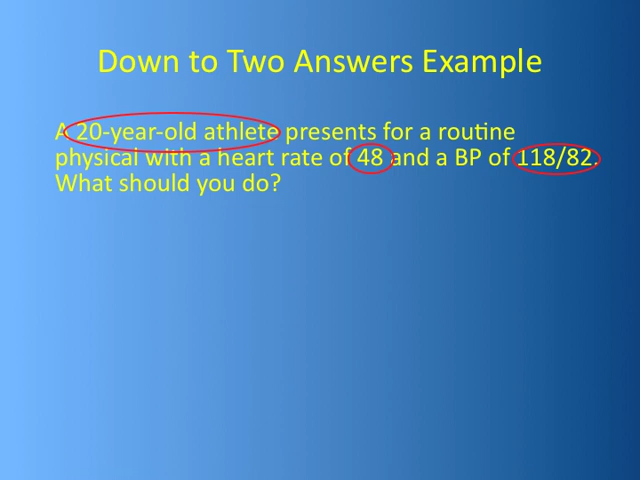 Down to Two Answers Example
A 20-year-old athlete presents for a routine
physical with a heart rate of 48 and a BP of 118/82.
What should you do?